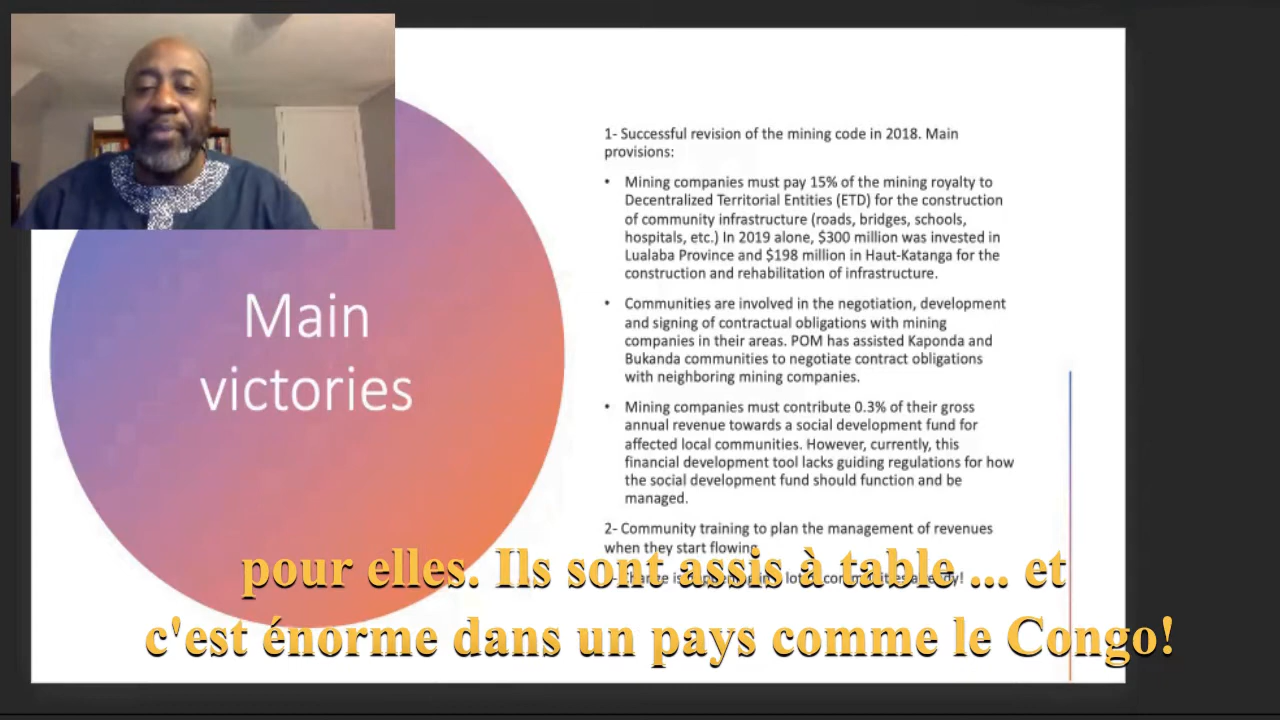 Main
victories
1- Successful revision of the mining code in 2018. Main
provisions:
• Mining companies must pay 15% of the mining royalty to
Decentralized Territorial Entities (ETD) for the construction
of community infrastructure (roads, bridges, schools,
hospitals, etc.) In 2019 alone, $300 million was invested in
Lualaba Province and $198 million in Haut-Katanga for the
construction and rehabilitation of infrastructure.
• Communities are involved in the negotiation, development
and signing of contractual obligations with mining
companies in their areas. POM has assisted Kaponda and
Bukanda communities to negotiate contract obligations
with neighboring mining companies.
• Mining companies must contribute 0.3% of their gross
annual revenue towards a social development fund for
affected local communities. However, currently, this
financial development tool lacks guiding regulations for how
the social development fund should function and be
managed.
2- Community training to plan the management of revenues
when they start flowing
pour elles. Ils sont assis à table ... et
c'est énorme dans un pays comme le Congo!